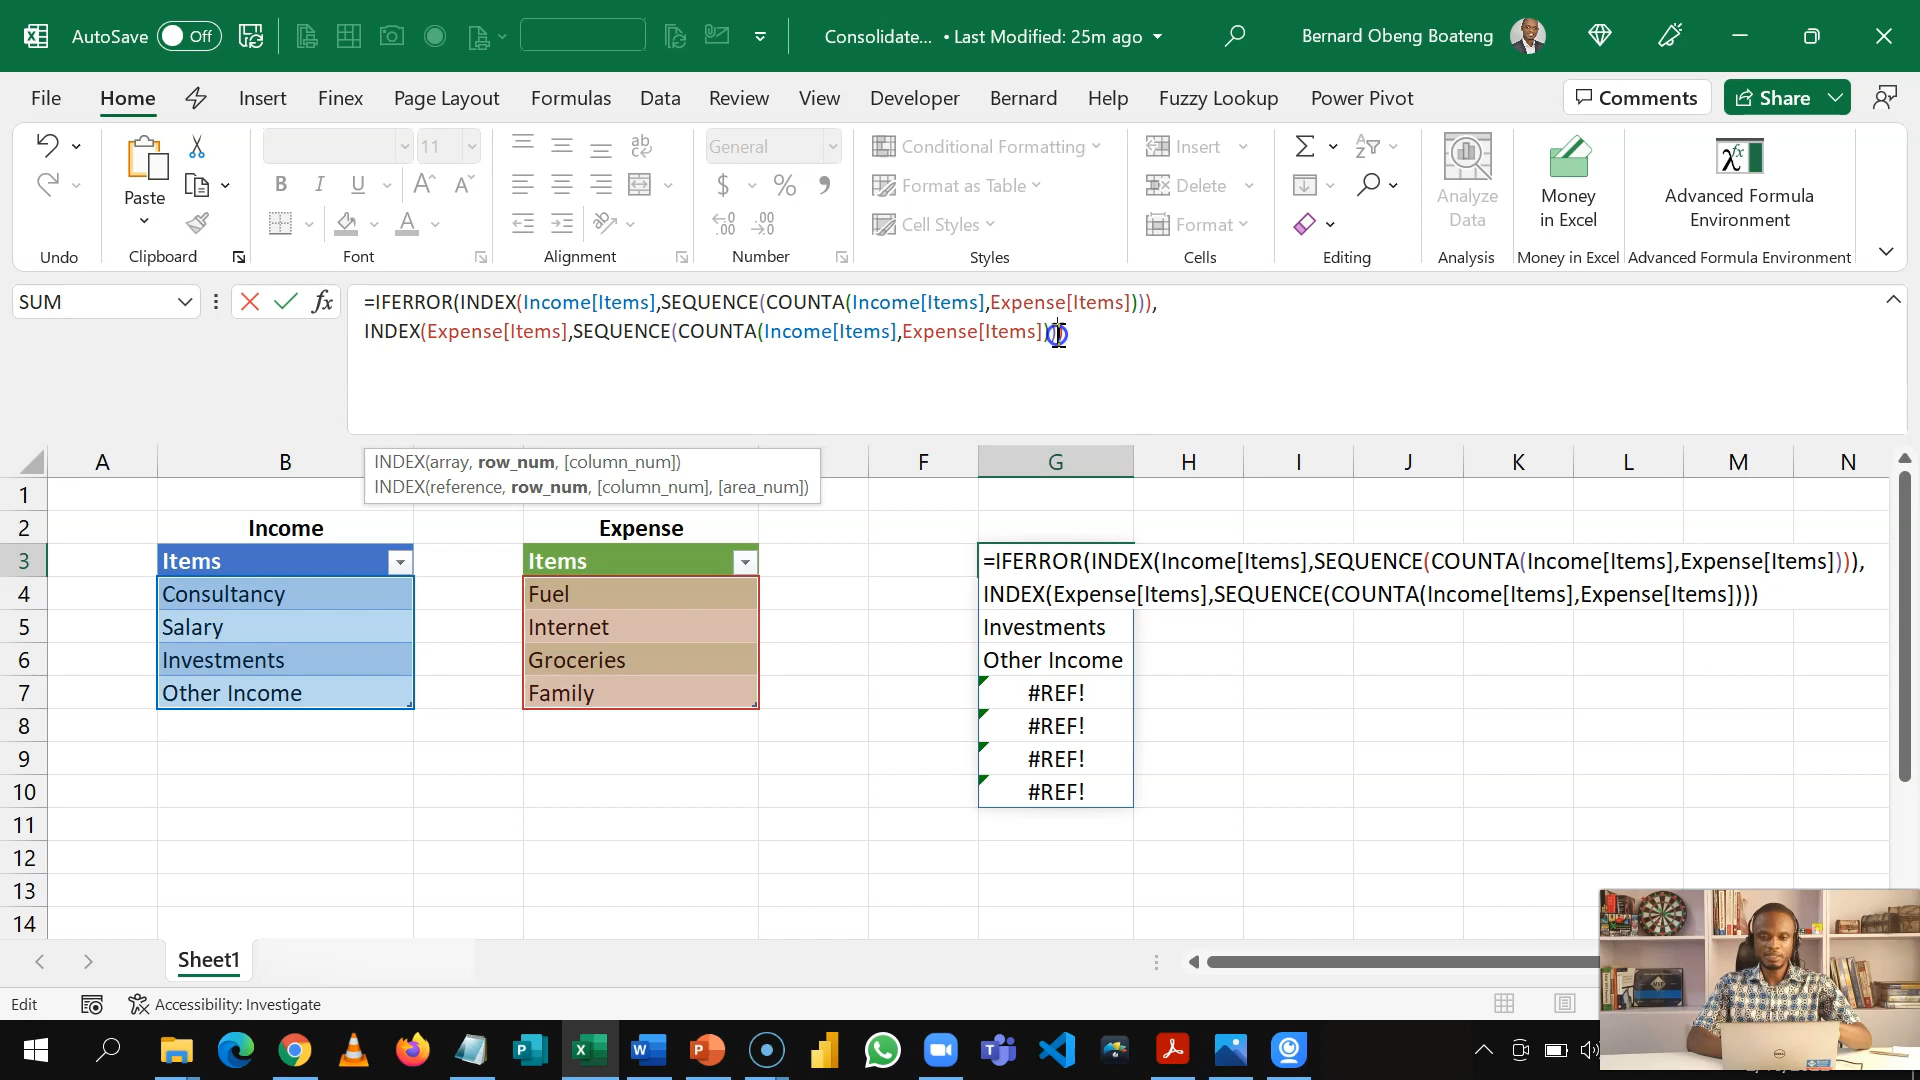 AutoSave Off
Consolidate... • Last Modified: 25m ago
Bernard Obeng Boateng
File Home Insert Finex Page Layout Formulas Data Review View Developer Bernard Help Fuzzy Lookup Power Pivot
Comments Share
Undo
Paste
Clipboard
11
Font
ab
Alignment
General
Number
Conditional Formatting
Format as Table
Cell Styles
Styles
Insert
Delete
Format
Cells
Editing
Analyze
Data
Analysis
Money
in Excel
Money in Excel
Advanced Formula
Environment
Advanced Formula Environment
SUM
=IFERROR(INDEX(Income[Items],SEQUENCE(COUNTA(Income[Items],Expense[Items]))),
INDEX(Expense[Items],SEQUENCE(COUNTA(Income[Items],Expense[Items])))
INDEX(array, row_num, [column_num])
INDEX(reference, row_num, [column_num], [area_num])
A B F G H I J K L M N
1
2 Income Expense
3 Items Items =IFERROR(INDEX(Income[Items],SEQUENCE(COUNTA(Income[Items],Expense[Items]))),
4 Consultancy Fuel INDEX(Expense[Items],SEQUENCE(COUNTA(Income[Items],Expense[Items])))
5 Salary Internet Investments
6 Investments Groceries Other Income
7 Other Income Family #REF!
8 #REF!
9 #REF!
10 #REF!
11
12
13
14
Sheet1
Edit Accessibility: Investigate